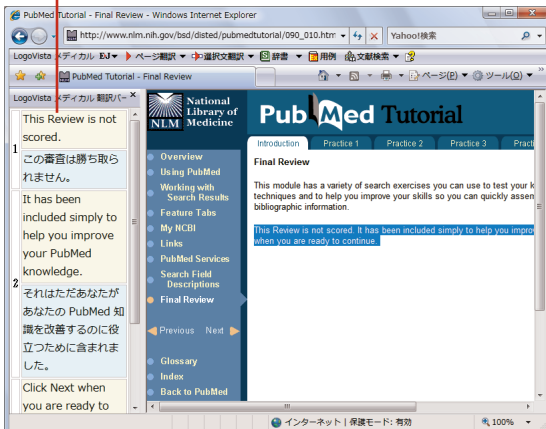 PubMed Tutorial - Final Review - Windows Internet Explorer
http://www.nlm.nih.gov/bsd/disted/pubmedtutorial/090_010.htm
Yahoo!検索
LogoVista メディカル EJ ページ翻訳 選択文翻訳 辞書 用例 論文検索
PubMed Tutorial - Final Review
ページ(P) ツール(O) »
LogoVista メディカル 翻訳バー ×
This Review is not
scored.
1
この審査は勝ち取ら
れません。
It has been
included simply to
help you improve
your PubMed
knowledge.
2
それはただあなたが
あなたの PubMed 知
識を改善するのに役
立つために含まれま
した。
Click Next when
you are ready to
NLM
National
Library of
Medicine
PubMed Tutorial
Introduction Practice 1 Practice 2 Practice 3 Practi
Overview
Using PubMed
Working with
Search Results
Feature Tabs
My NCBI
Links
PubMed Services
Search Field
Descriptions
Final Review
Previous Next
Glossary
Index
Back to PubMed
Final Review
This module has a variety of search exercises you can use to test your k
techniques and to help you improve your skills so you can quickly assem
bibliographic information.
This Review is not scored. It has been included simply to help you improv
when you are ready to continue.
インターネット | 保護モード: 有効
100%